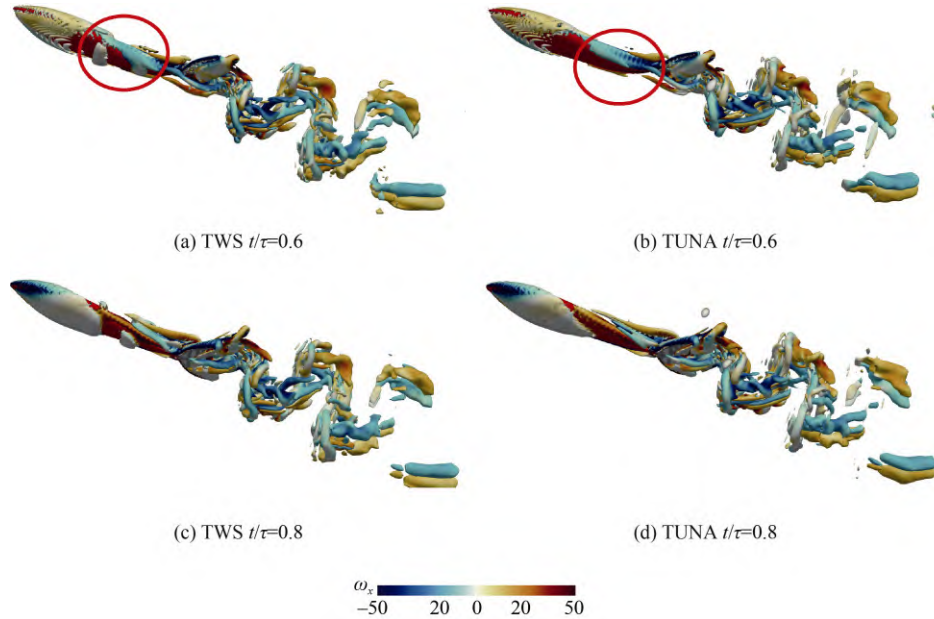 (a) TWS t/τ=0.6
(b) TUNA t/τ=0.6
(c) TWS t/τ=0.8
(d) TUNA t/τ=0.8
ωx
−50 20 0 20 50